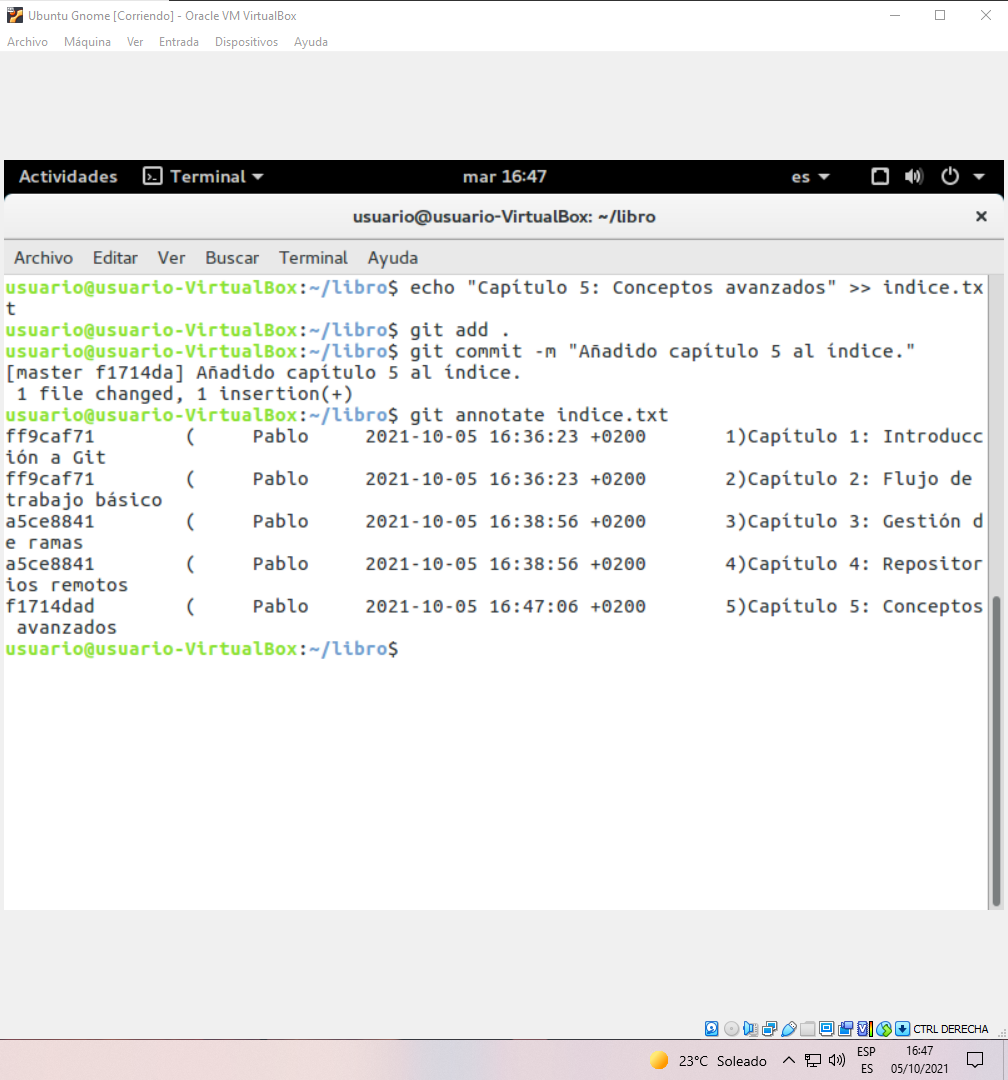 Ubuntu Gnome [Corriendo] - Oracle VM VirtualBox
Archivo Máquina Ver Entrada Dispositivos Ayuda
Actividades Terminal mar 16:47 es
usuario@usuario-VirtualBox: ~/libro
Archivo Editar Ver Buscar Terminal Ayuda
usuario@usuario-VirtualBox:~/libro$ echo "Capítulo 5: Conceptos avanzados" >> indice.tx
t
usuario@usuario-VirtualBox:~/libro$ git add .
usuario@usuario-VirtualBox:~/libro$ git commit -m "Añadido capítulo 5 al índice."
[master f1714da] Añadido capítulo 5 al índice.
 1 file changed, 1 insertion(+)
usuario@usuario-VirtualBox:~/libro$ git annotate indice.txt
ff9caf71 ( Pablo 2021-10-05 16:36:23 +0200 1)Capítulo 1: Introducc
ión a Git
ff9caf71 ( Pablo 2021-10-05 16:36:23 +0200 2)Capítulo 2: Flujo de
trabajo básico
a5ce8841 ( Pablo 2021-10-05 16:38:56 +0200 3)Capítulo 3: Gestión d
e ramas
a5ce8841 ( Pablo 2021-10-05 16:38:56 +0200 4)Capítulo 4: Repositor
ios remotos
f1714dad ( Pablo 2021-10-05 16:47:06 +0200 5)Capítulo 5: Conceptos
 avanzados
usuario@usuario-VirtualBox:~/libro$
CTRL DERECHA
23°C Soleado ESP 16:47
ES 05/10/2021